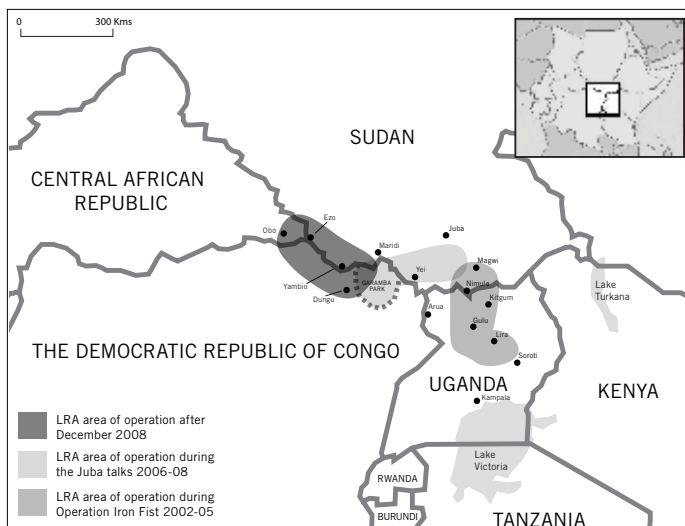 0 300 Kms
SUDAN
CENTRAL AFRICAN
REPUBLIC
Obo
Ezo
Maridi
Juba
Yei
Magwi
Yambio
Dungu
GARAMBA
PARK
Nimule
Kitgum
Arua
Gulu
Lira
Soroti
Lake
Turkana
THE DEMOCRATIC REPUBLIC OF CONGO
UGANDA
KENYA
Kampala
Lake
Victoria
RWANDA
BURUNDI
TANZANIA
LRA area of operation after
December 2008
LRA area of operation during
the Juba talks 2006-08
LRA area of operation during
Operation Iron Fist 2002-05